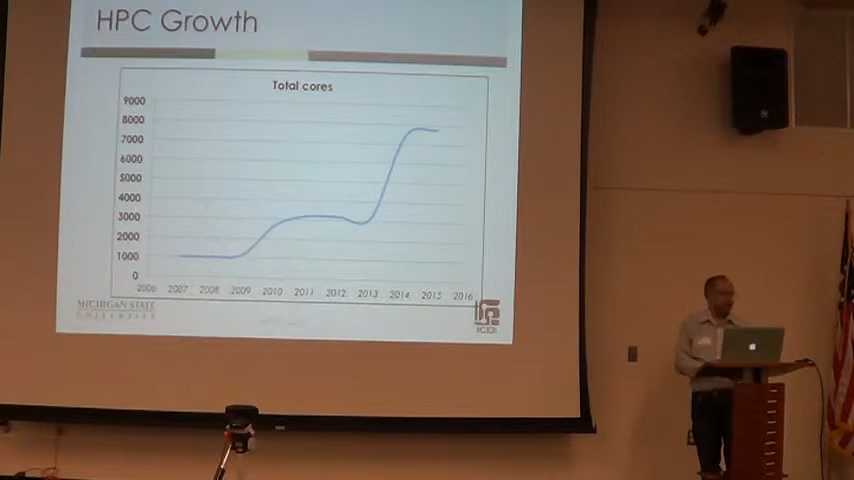 HPC Growth
Total cores
9000
8000
7000
6000
5000
4000
3000
2000
1000
0
2006 2007 2008 2009 2010 2011 2012 2013 2014 2015 2016
MICHIGAN STATE
UNIVERSITY
ICER